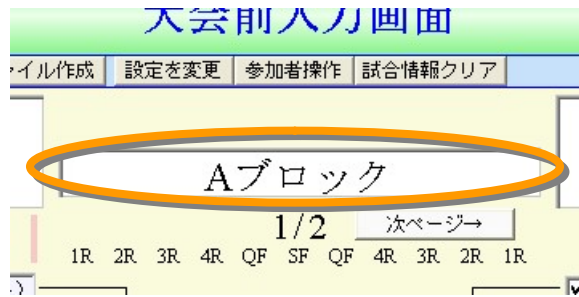 大会前入力画面
ァイル作成 設定を変更 参加者操作 試合情報クリア
Aブロック
1/2 次ページ→
1R 2R 3R 4R QF SF QF 4R 3R 2R 1R